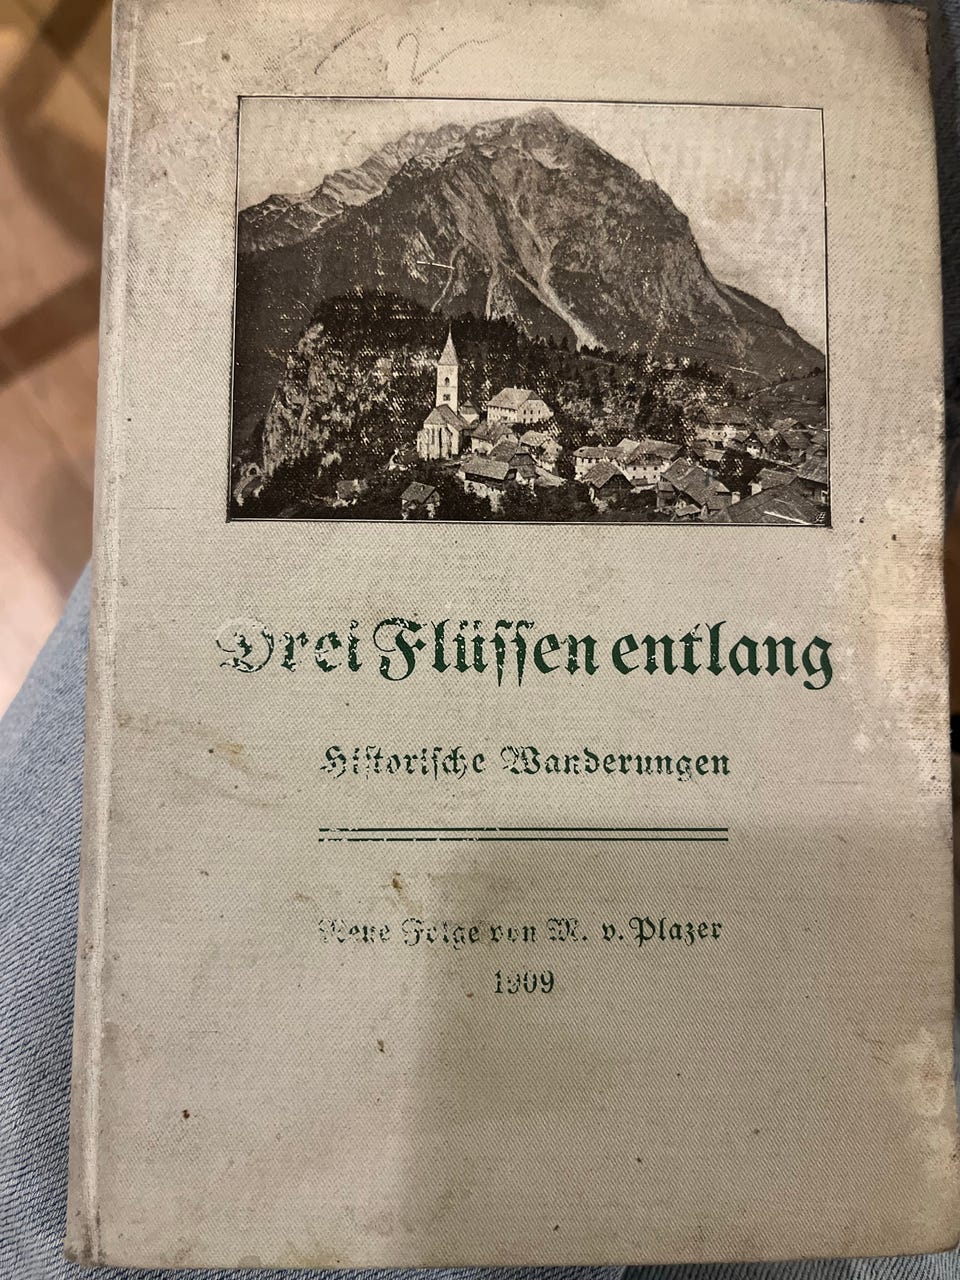 Drei Flüssen entlang
Historische Wanderungen
Neue Folge von M. v. Plazer
1909